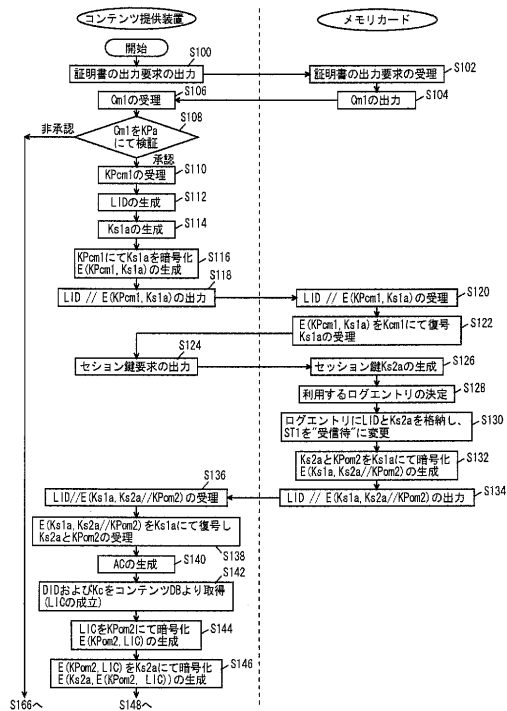 コンテンツ提供装置
メモリカード
開始
S100
証明書の出力要求の出力
S102
証明書の出力要求の受理
S104
Cm1の出力
S106
Cm1の受理
S108
Cm1をKPa
にて検証
非承認
承認
S110
KPcm1の受理
S112
LIDの生成
S114
Ks1aの生成
S116
KPcm1にてKs1aを暗号化
E(KPcm1,Ks1a)の生成
S118
LID // E(KPcm1,Ks1a)の出力
S120
LID // E(KPcm1,Ks1a)の受理
S122
E(KPcm1,Ks1a)をKcm1にて復号
Ks1aの受理
S124
セション鍵要求の出力
S126
セッション鍵Ks2aの生成
S128
利用するログエントリの決定
S130
ログエントリにLIDとKs2aを格納し、
ST1を"受信待"に変更
S132
Ks2aとKPom2をKs1aにて暗号化
E(Ks1a,Ks2a//KPom2)の生成
S134
LID // E(Ks1a,Ks2a//KPom2)の出力
S136
LID//E(Ks1a,Ks2a//KPom2)の受理
E(Ks1a,Ks2a//KPom2)をKs1aにて復号し
Ks2aとKPom2の受理
S138
S140
ACの生成
S142
DIDおよびKcをコンテンツDBより取得
(LICの成立)
S144
LICをKPom2にて暗号化
E(KPom2,LIC)の生成
S146
E(KPom2,LIC)をKs2aにて暗号化
E(Ks2a,E(KPom2, LIC))の生成
S166へ
S148へ